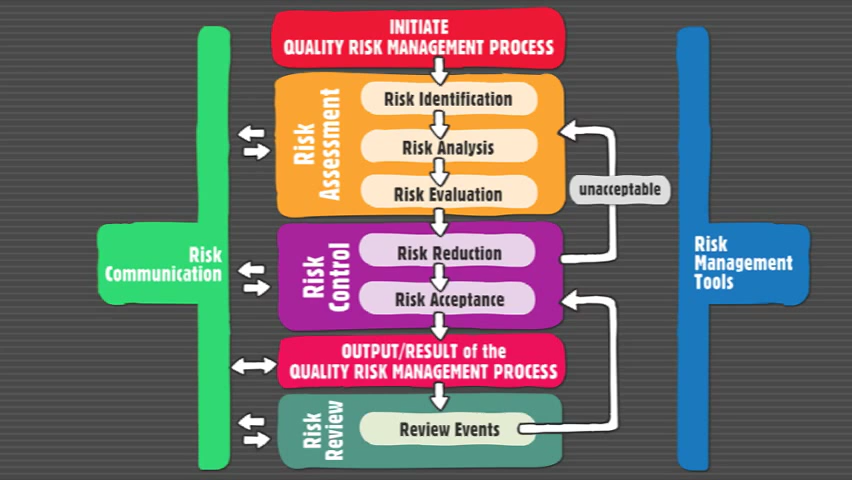 INITIATE
QUALITY RISK MANAGEMENT PROCESS
Risk
Assessment
Risk Identification
Risk Analysis
Risk Evaluation
unacceptable
Risk
Communication
Risk
Control
Risk Reduction
Risk Acceptance
Risk
Management
Tools
OUTPUT/RESULT of the
QUALITY RISK MANAGEMENT PROCESS
Risk
Review
Review Events